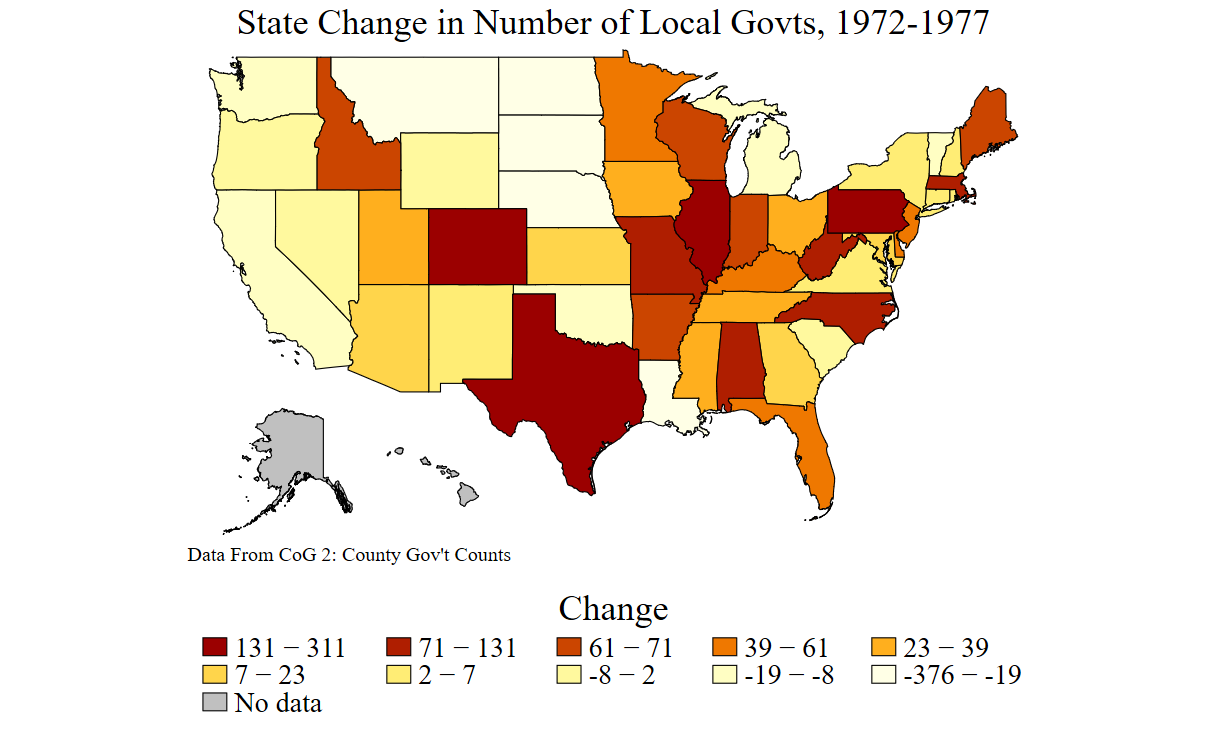 State Change in Number of Local Govts, 1972-1977
Data From CoG 2: County Gov't Counts
Change
131 − 311 71 − 131 61 − 71 39 − 61 23 − 39
7 − 23 2 − 7 -8 − 2 -19 − -8 -376 − -19
No data